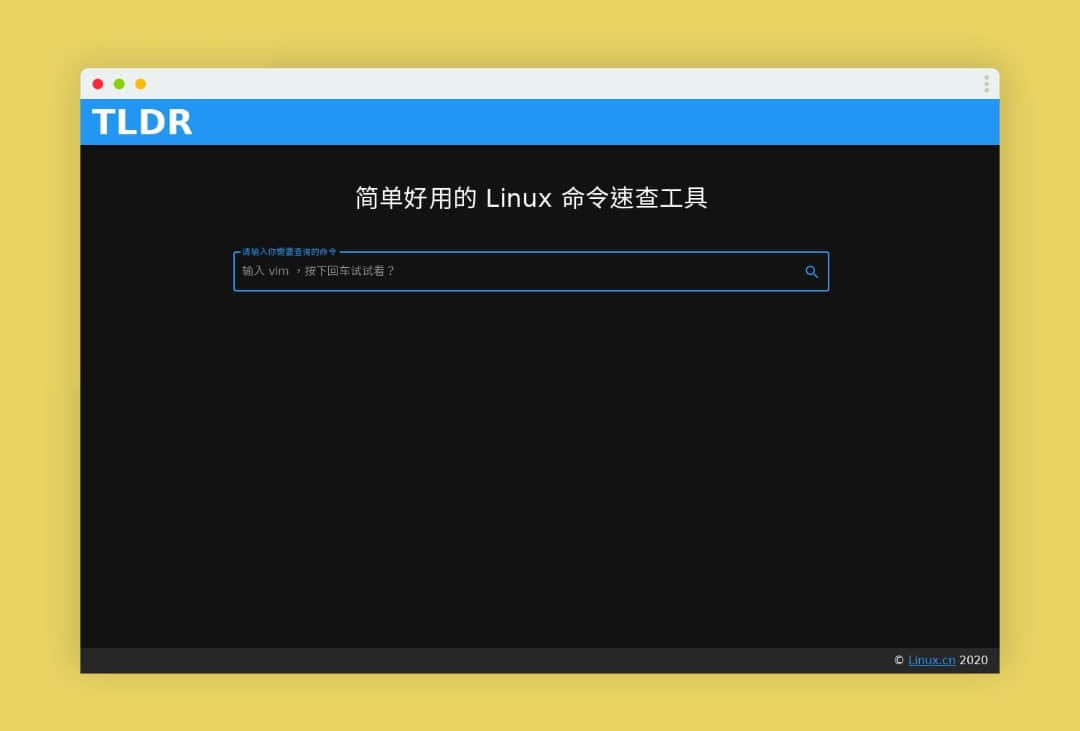 TLDR
简单好用的 Linux 命令速查工具
请输入你需要查询的命令
输入 vim ，按下回车试试看？
© Linux.cn 2020